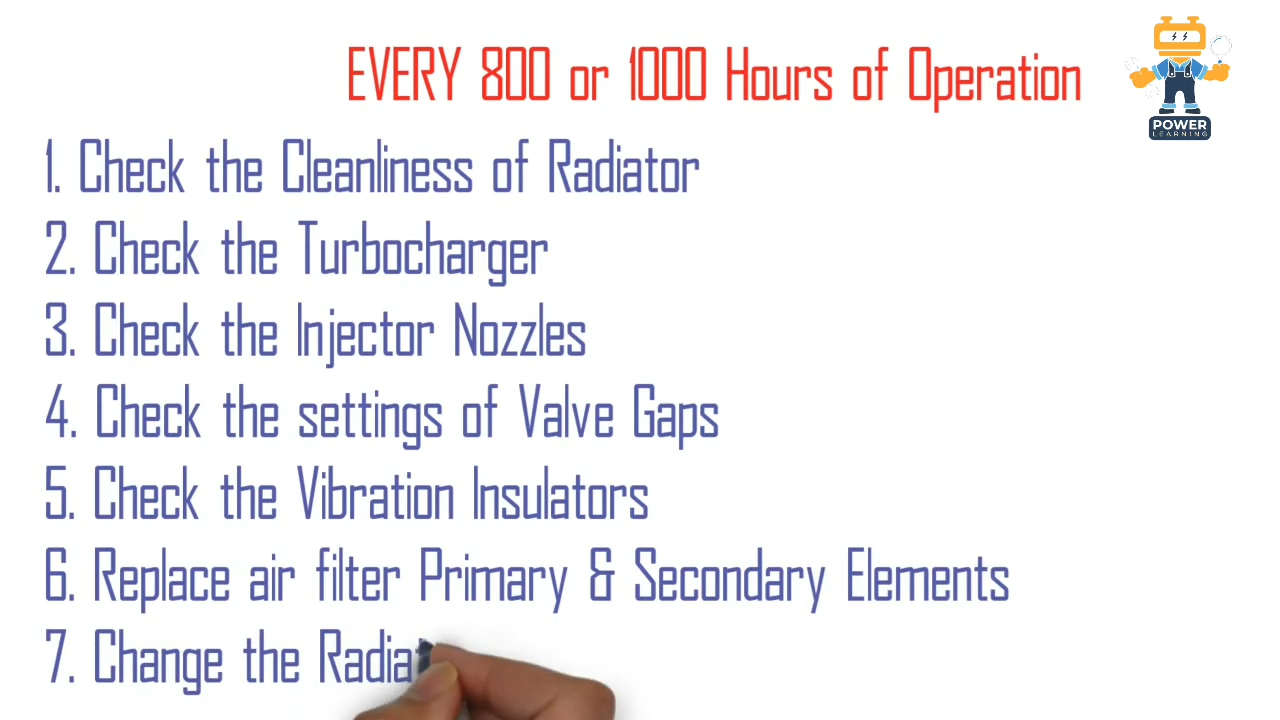 EVERY 800 or 1000 Hours of Operation
POWER
LEARNING
1. Check the Cleanliness of Radiator
2. Check the Turbocharger
3. Check the Injector Nozzles
4. Check the settings of Valve Gaps
5. Check the Vibration Insulators
6. Replace air filter Primary & Secondary Elements
7. Change the